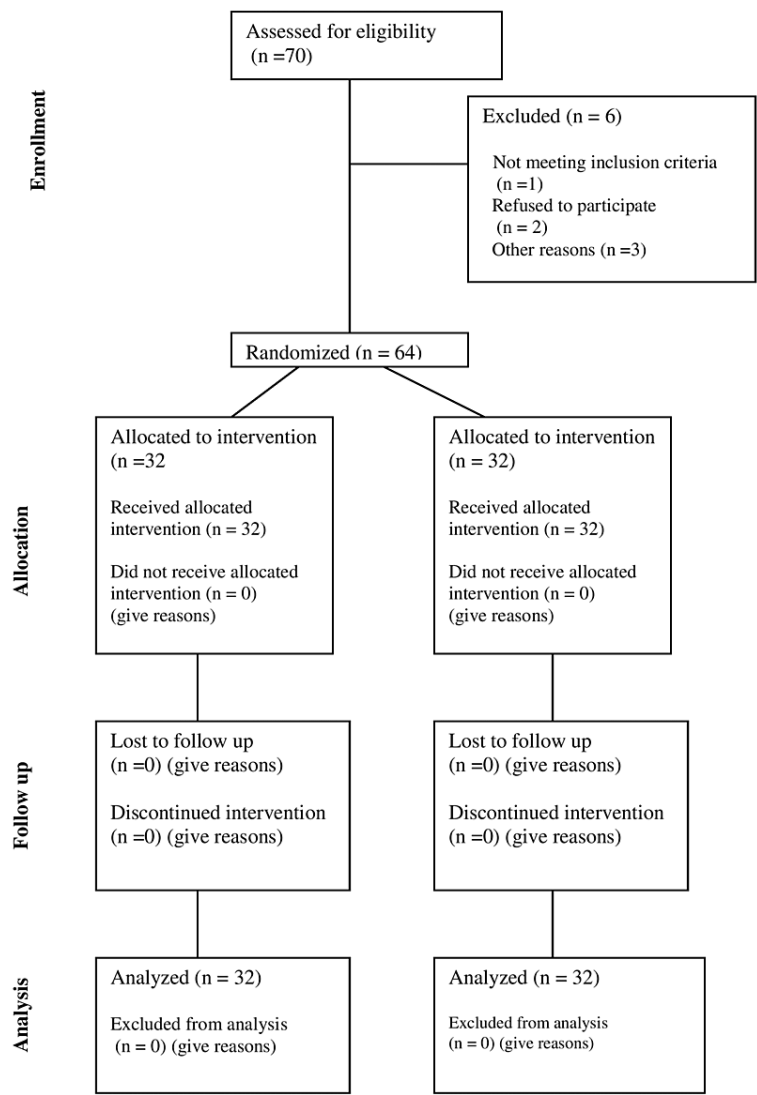 Assessed for eligibility
(n =70)
Enrollment
Excluded (n = 6)
Not meeting inclusion criteria
(n =1)
Refused to participate
(n = 2)
Other reasons (n =3)
Randomized (n = 64)
Allocation
Allocated to intervention
(n =32
Received allocated
intervention (n = 32)
Did not receive allocated
intervention (n = 0)
(give reasons)
Allocated to intervention
(n = 32)
Received allocated
intervention (n = 32)
Did not receive allocated
intervention (n = 0)
(give reasons)
Follow up
Lost to follow up
(n =0) (give reasons)
Discontinued intervention
(n =0) (give reasons)
Lost to follow up
(n =0) (give reasons)
Discontinued intervention
(n =0) (give reasons)
Analysis
Analyzed (n = 32)
Excluded from analysis
(n = 0) (give reasons)
Analyzed (n = 32)
Excluded from analysis
(n = 0) (give reasons)